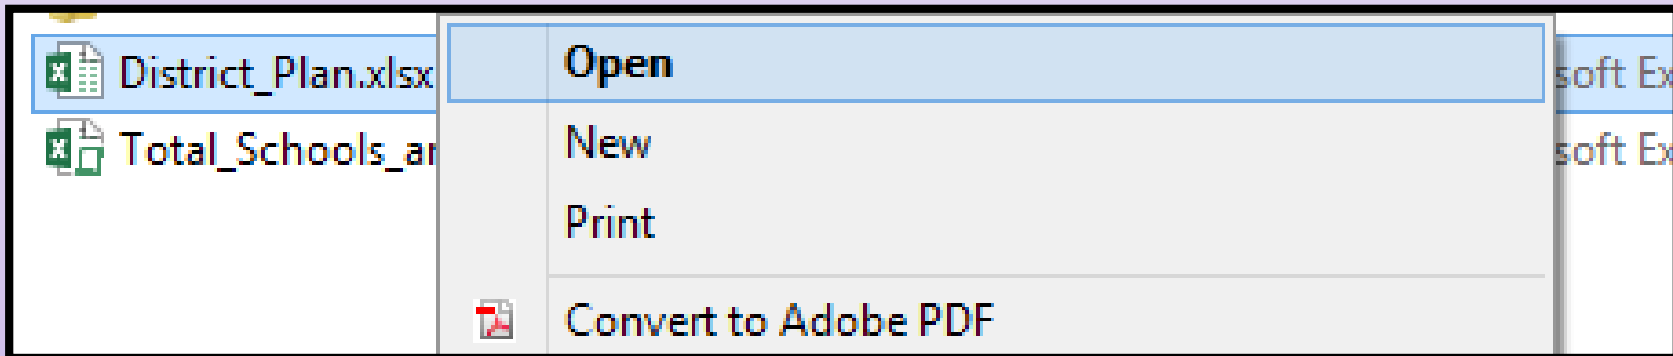 District_Plan.xlsx
Total_Schools_ar
Open
New
Print
Convert to Adobe PDF
soft Ex
soft Ex